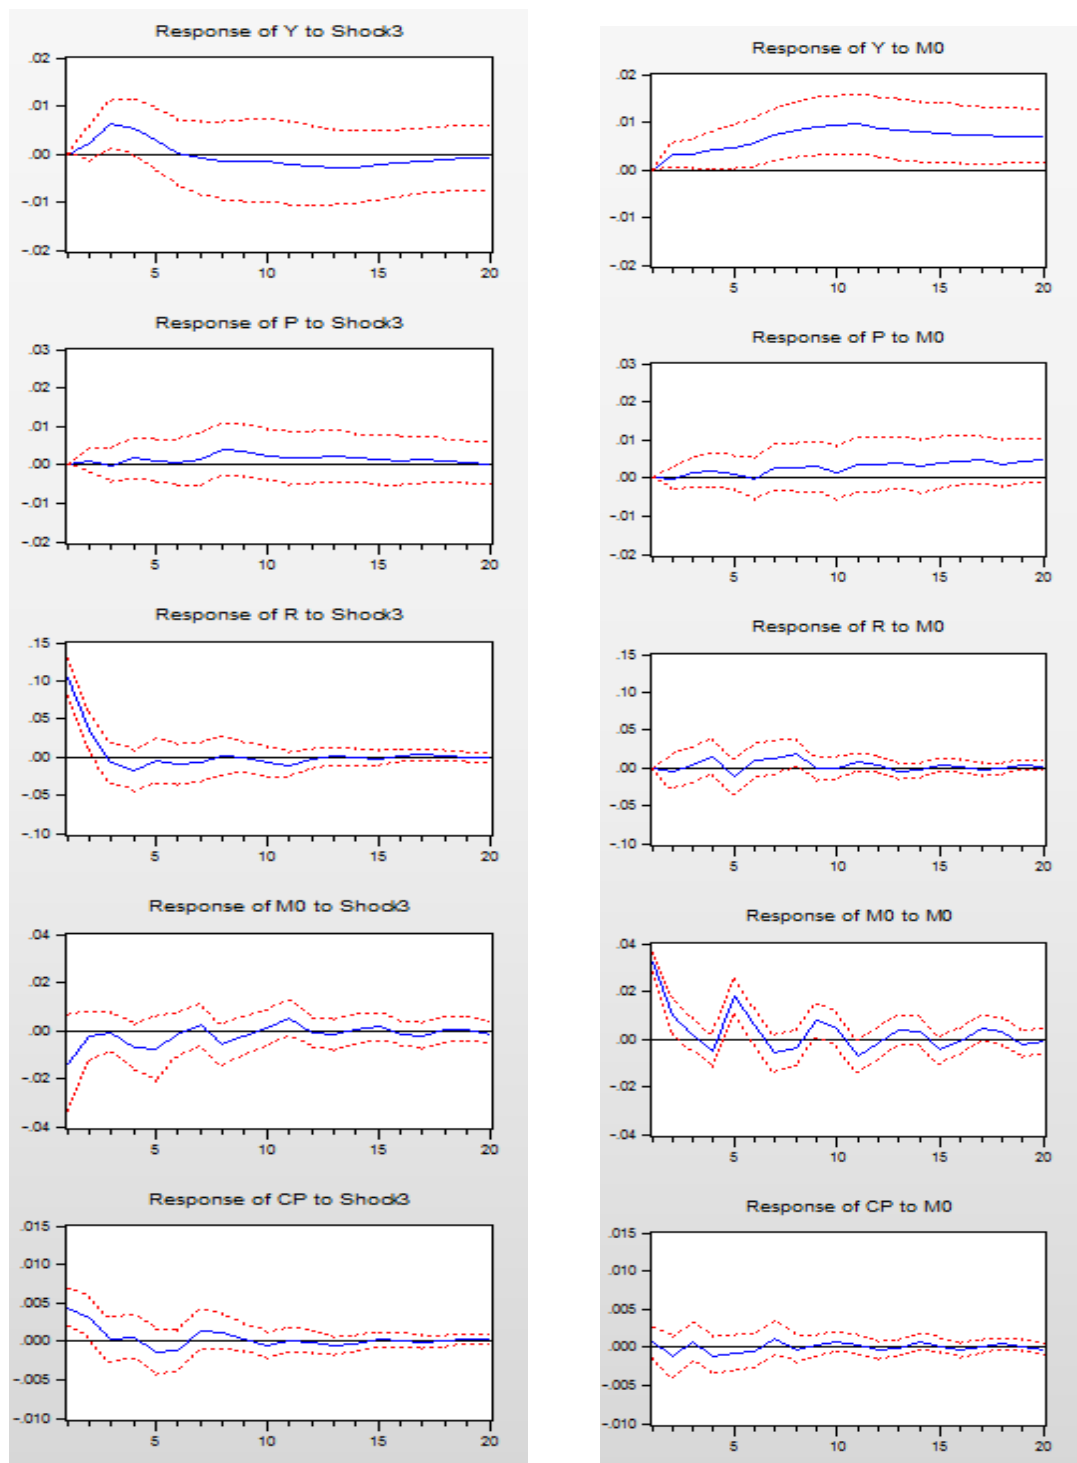 Response of Y to Shock3
.02
.01
.00
-.01
-.02
5 10 15 20
Response of P to Shock3
.03
.02
.01
.00
-.01
-.02
5 10 15 20
Response of R to Shock3
.15
.10
.05
.00
-.05
-.10
5 10 15 20
Response of M0 to Shock3
.04
.02
.00
-.02
-.04
5 10 15 20
Response of CP to Shock3
.015
.010
.005
.000
-.005
-.010
5 10 15 20
Response of Y to M0
.02
.01
.00
-.01
-.02
5 10 15 20
Response of P to M0
.03
.02
.01
.00
-.01
-.02
5 10 15 20
Response of R to M0
.15
.10
.05
.00
-.05
-.10
5 10 15 20
Response of M0 to M0
.04
.02
.00
-.02
-.04
5 10 15 20
Response of CP to M0
.015
.010
.005
.000
-.005
-.010
5 10 15 20